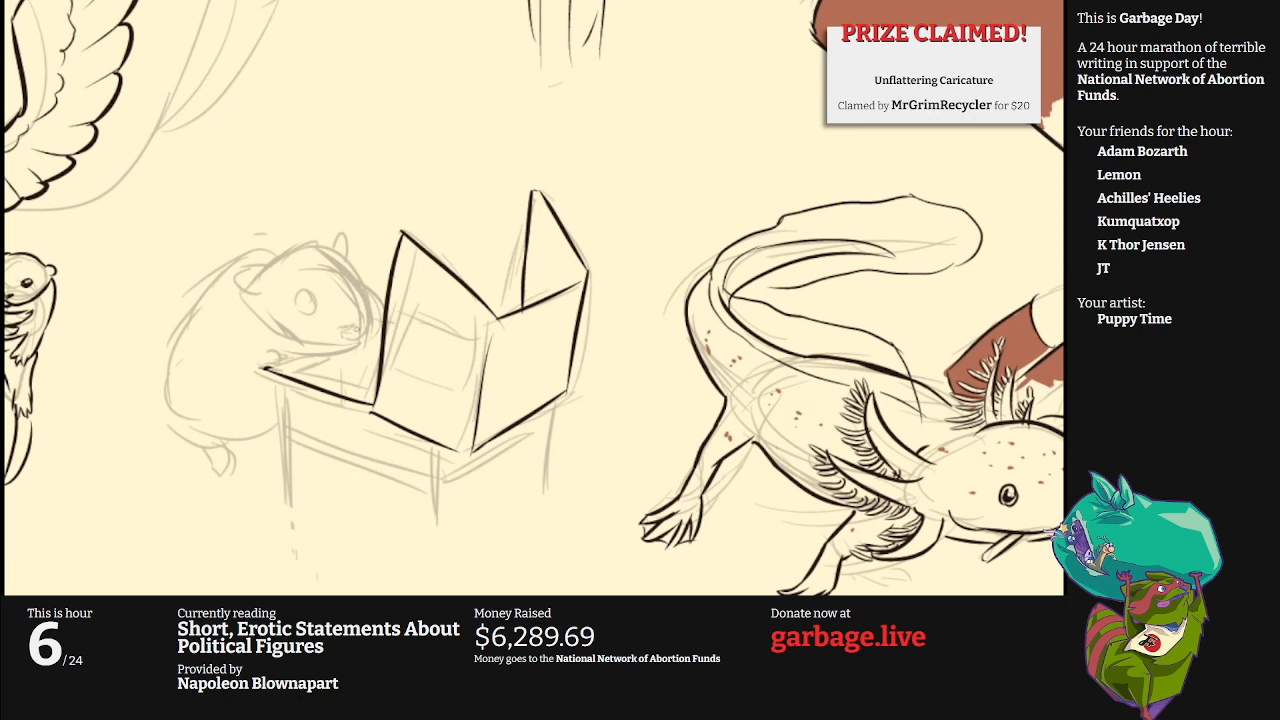 PRIZE CLAIMED!
Unflattering Caricature
Clamed by MrGrimRecycler for $20
This is Garbage Day!
A 24 hour marathon of terrible
writing in support of the
National Network of Abortion
Funds.
Your friends for the hour:
Adam Bozarth
Lemon
Achilles' Heelies
Kumquatxop
K Thor Jensen
JT
Your artist:
Puppy Time
This is hour
6/24
Currently reading
Short, Erotic Statements About
Political Figures
Provided by
Napoleon Blownapart
Money Raised
$6,289.69
Money goes to the National Network of Abortion Funds
Donate now at
garbage.live